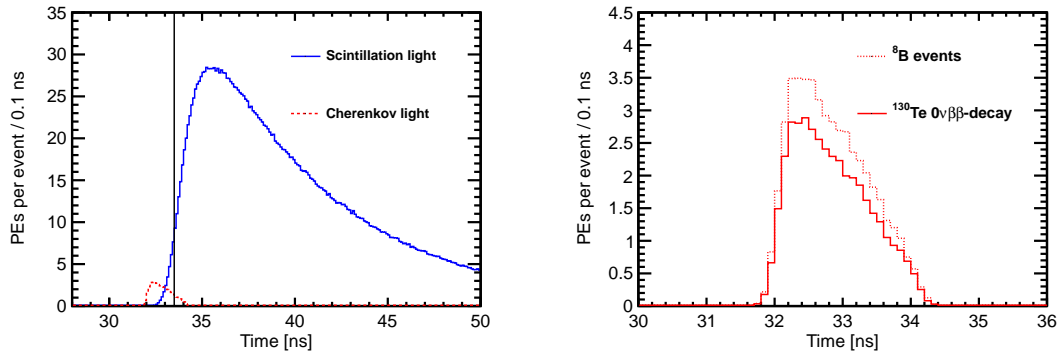 PEs per event / 0.1 ns
35
30
25
20
15
10
5
0
Scintillation light
Cherenkov light
30 35 40 45 50
Time [ns]
PEs per event / 0.1 ns
4.5
4
3.5
3
2.5
2
1.5
1
0.5
0
⁸B events
¹³⁰Te 0νββ-decay
30 31 32 33 34 35 36
Time [ns]